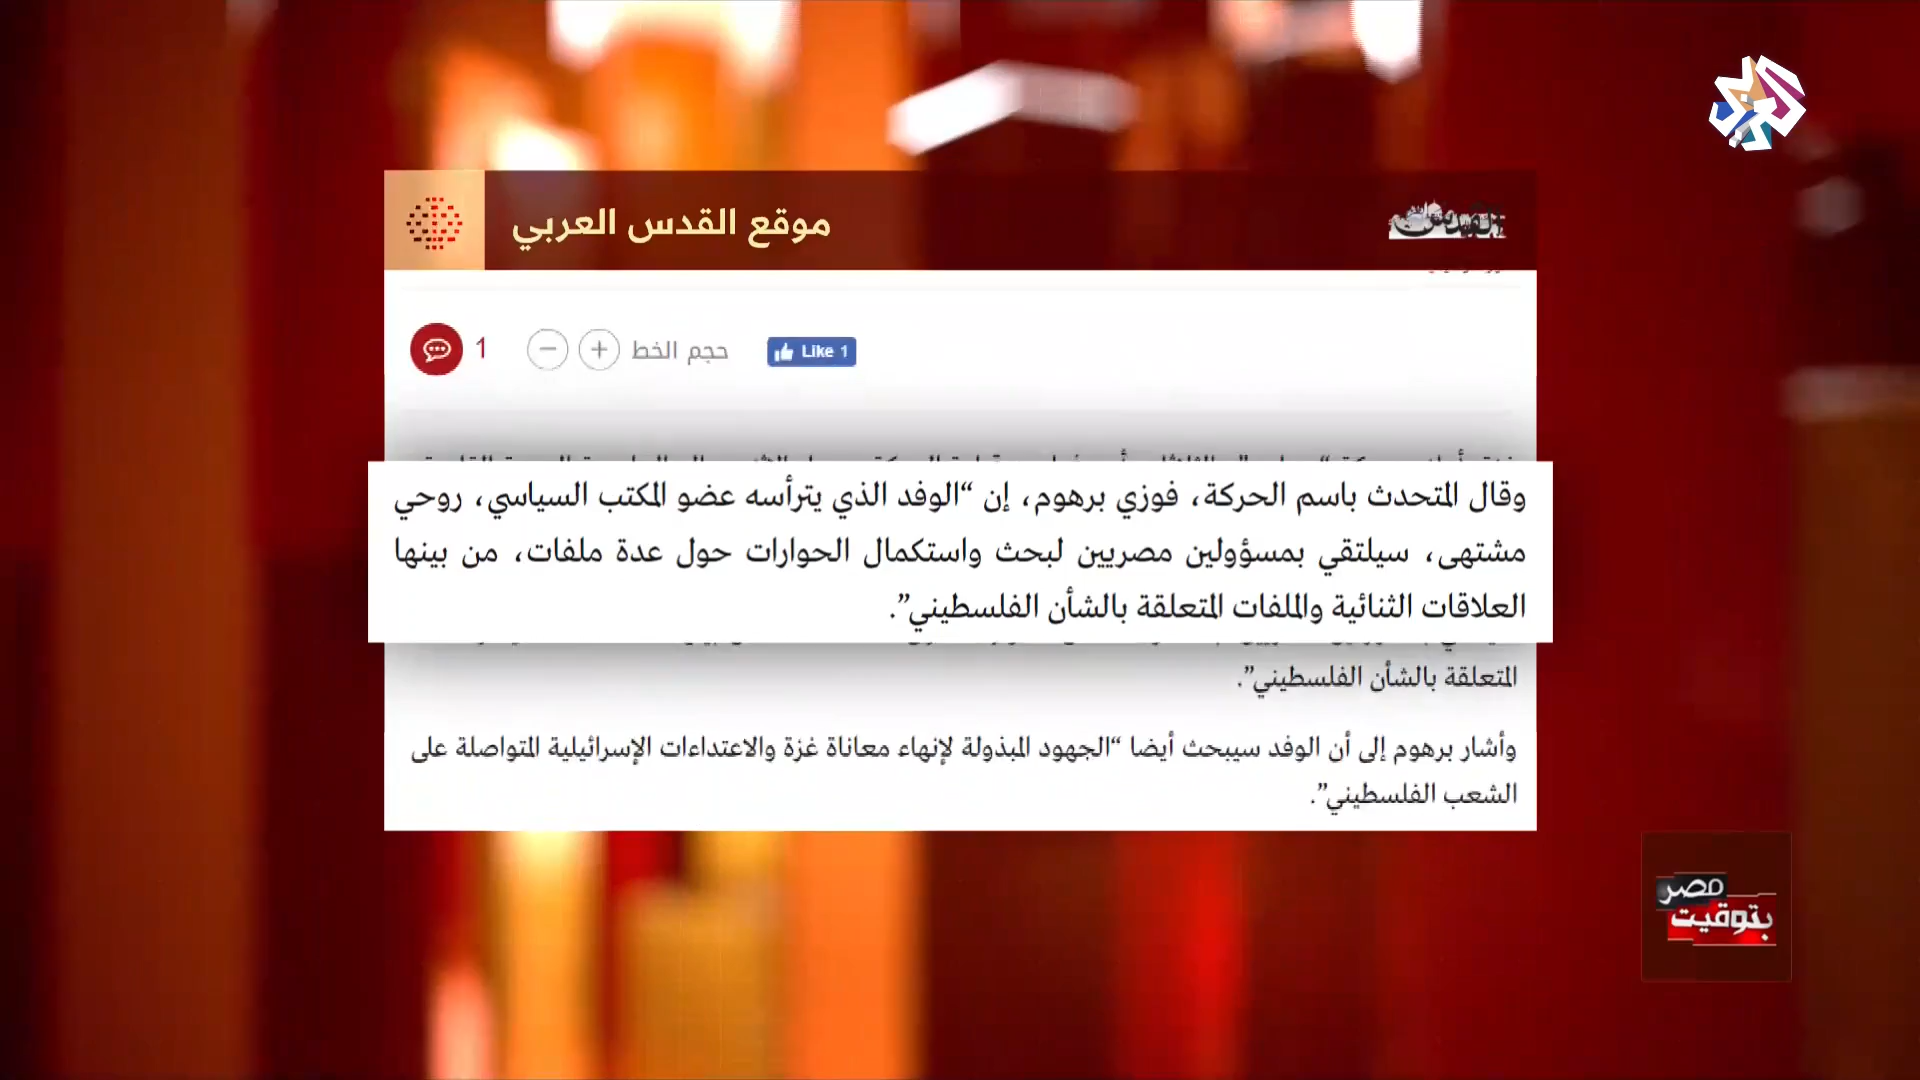 موقع القدس العربي
1
حجم الخط
Like 1
وقال المتحدث باسم الحركة، فوزي برهوم، إن “الوفد الذي يترأسه عضو المكتب السياسي، روحي
مشتهى، سيلتقي بمسؤولين مصريين لبحث واستكمال الحوارات حول عدة ملفات، من بينها
العلاقات الثنائية والملفات المتعلقة بالشأن الفلسطيني”.
المتعلقة بالشأن الفلسطيني”.
وأشار برهوم إلى أن الوفد سيبحث أيضا “الجهود المبذولة لإنهاء معاناة غزة والاعتداءات الإسرائيلية المتواصلة على
الشعب الفلسطيني”.
مصر
بتوقيت